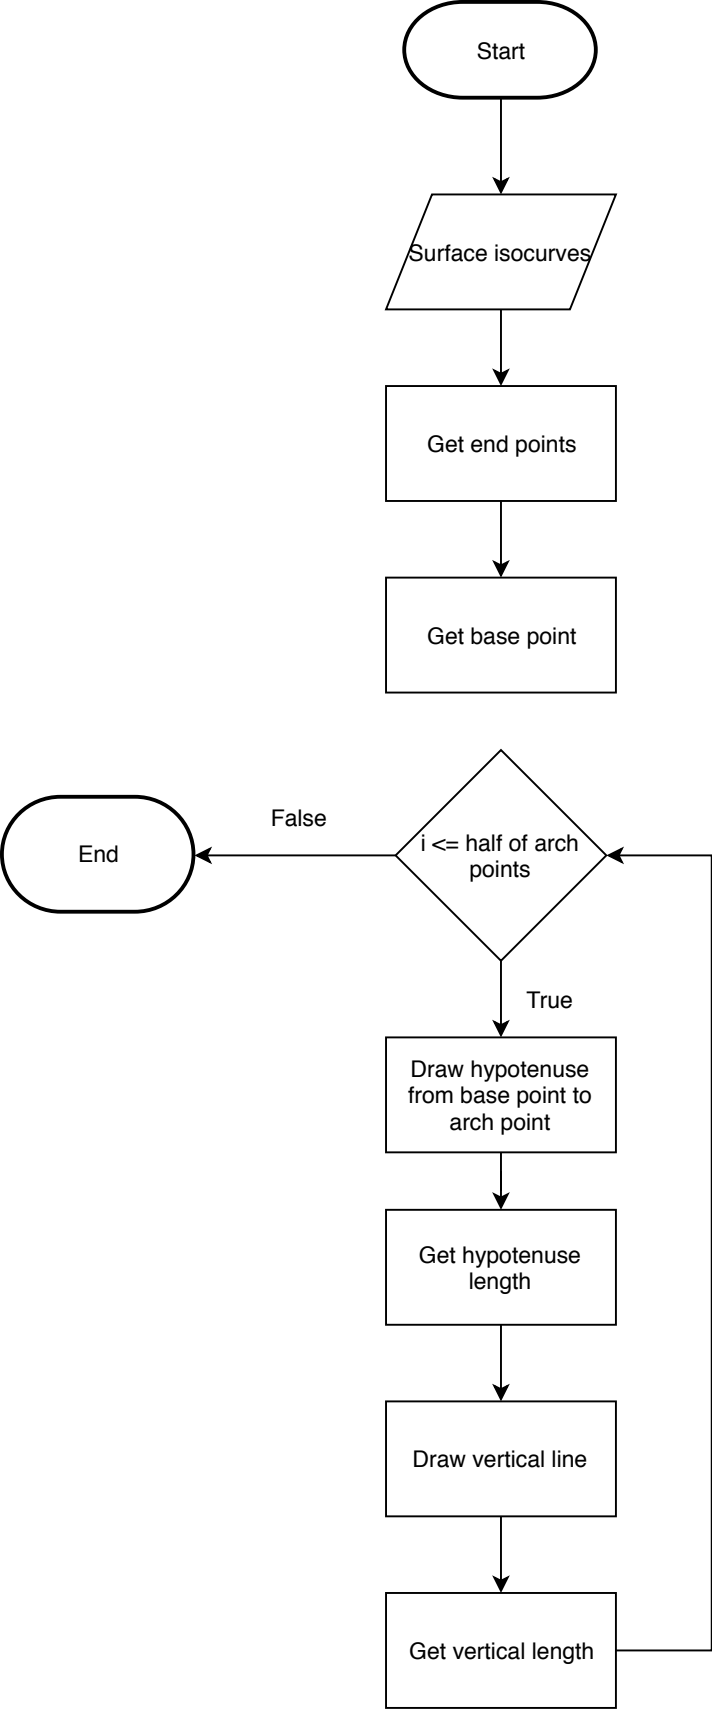 Start
Surface isocurves
Get end points
Get base point
i <= half of arch
points
False
End
True
Draw hypotenuse
from base point to
arch point
Get hypotenuse
length
Draw vertical line
Get vertical length